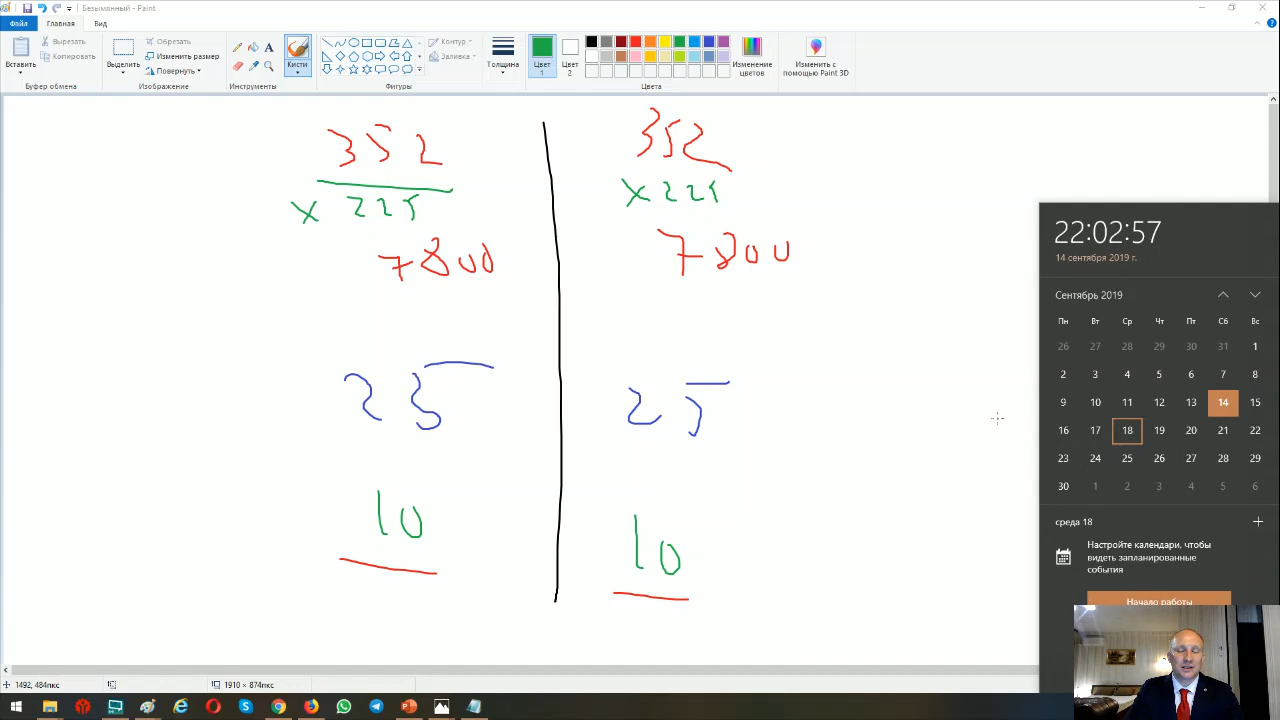 Безымянный - Paint
Файл Главная Вид
Вставить
Вырезать
Копировать
Буфер обмена
Выделить
Обрезать
Изменить размер
Повернуть
Изображение
Инструменты
Кисти
Контур
Заливка
Фигуры
Толщина
Цвет 1
Цвет 2
Цвета
Изменение цветов
Изменить с помощью Paint 3D
352
x 225
7800
25
10
352
x 225
7800
25
10
22:02:57
14 сентября 2019 г.
Сентябрь 2019
Пн Вт Ср Чт Пт Сб Вс
26 27 28 29 30 31 1
2 3 4 5 6 7 8
9 10 11 12 13 14 15
16 17 18 19 20 21 22
23 24 25 26 27 28 29
30 1 2 3 4 5 6
среда 18
Настройте календари, чтобы
видеть запланированные
события
Начало работы
1492, 484пкс
1910 × 874пкс